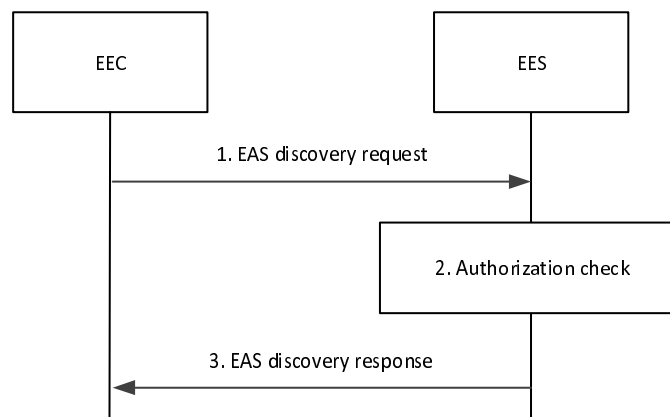 EEC
EES
1. EAS discovery request
2. Authorization check
3. EAS discovery response